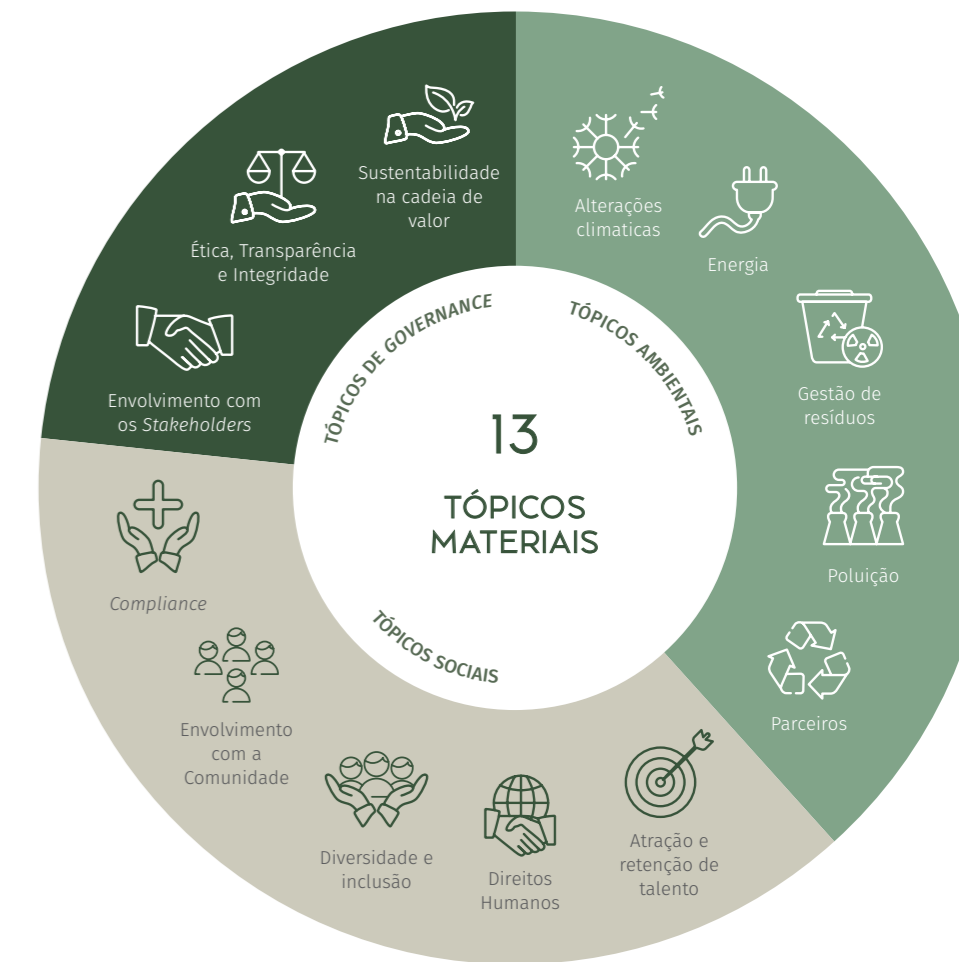 13
TÓPICOS
MATERIAIS
TÓPICOS AMBIENTAIS
Alterações
climaticas
Energia
Gestão de
resíduos
Poluição
Parceiros
TÓPICOS SOCIAIS
Atração e
retenção de
talento
Direitos
Humanos
Diversidade e
inclusão
Envolvimento
com a
Comunidade
Compliance
TÓPICOS DE GOVERNANCE
Envolvimento com
os Stakeholders
Ética, Transparência
e Integridade
Sustentabilidade
na cadeia de
valor